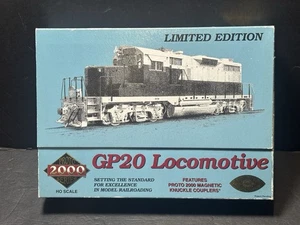 LIMITED EDITION
2000
HO SCALE
GP20 Locomotive
SETTING THE STANDARD
FOR EXCELLENCE
IN MODEL RAILROADING
FEATURES
PROTO 2000 MAGNETIC
KNUCKLE COUPLERS*